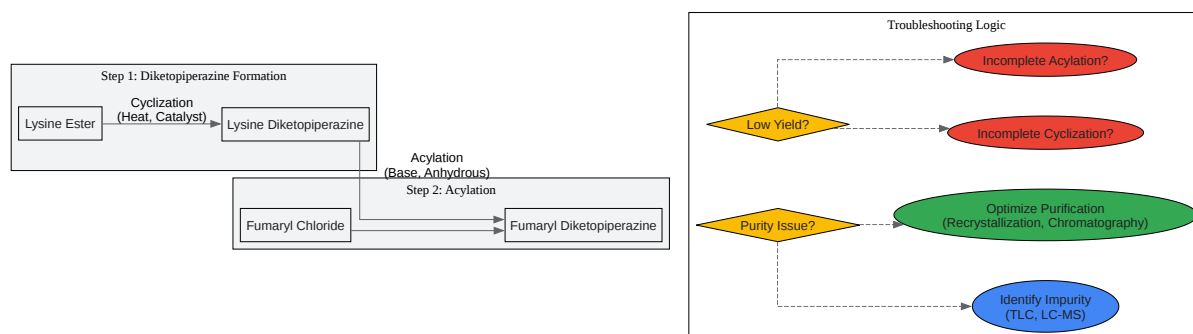 Step 1: Diketopiperazine Formation
Lysine Ester
Cyclization
(Heat, Catalyst)
Lysine Diketopiperazine
Acylation
(Base, Anhydrous)
Step 2: Acylation
Fumaryl Chloride
Fumaryl Diketopiperazine
Troubleshooting Logic
Incomplete Acylation?
Low Yield?
Incomplete Cyclization?
Optimize Purification
(Recrystallization, Chromatography)
Purity Issue?
Identify Impurity
(TLC, LC-MS)